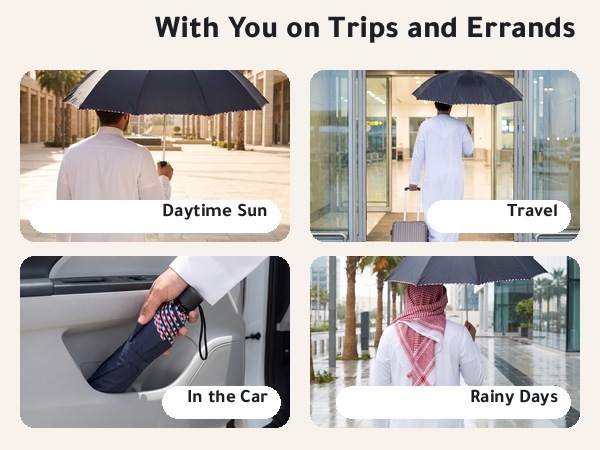 With You on Trips and Errands
Daytime Sun
Travel
In the Car
Rainy Days